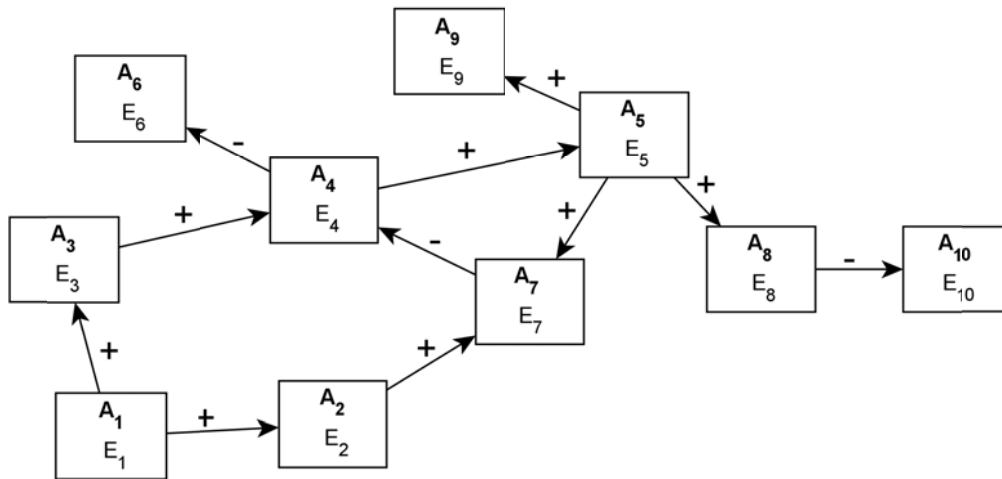 A₉
E₉
A₆
E₆
+
A₅
E₅
-
+
A₄
E₄
+
+
+
A₃
E₃
-
A₈
E₈
-
A₁₀
E₁₀
A₇
E₇
+
+
A₁
E₁
+
A₂
E₂